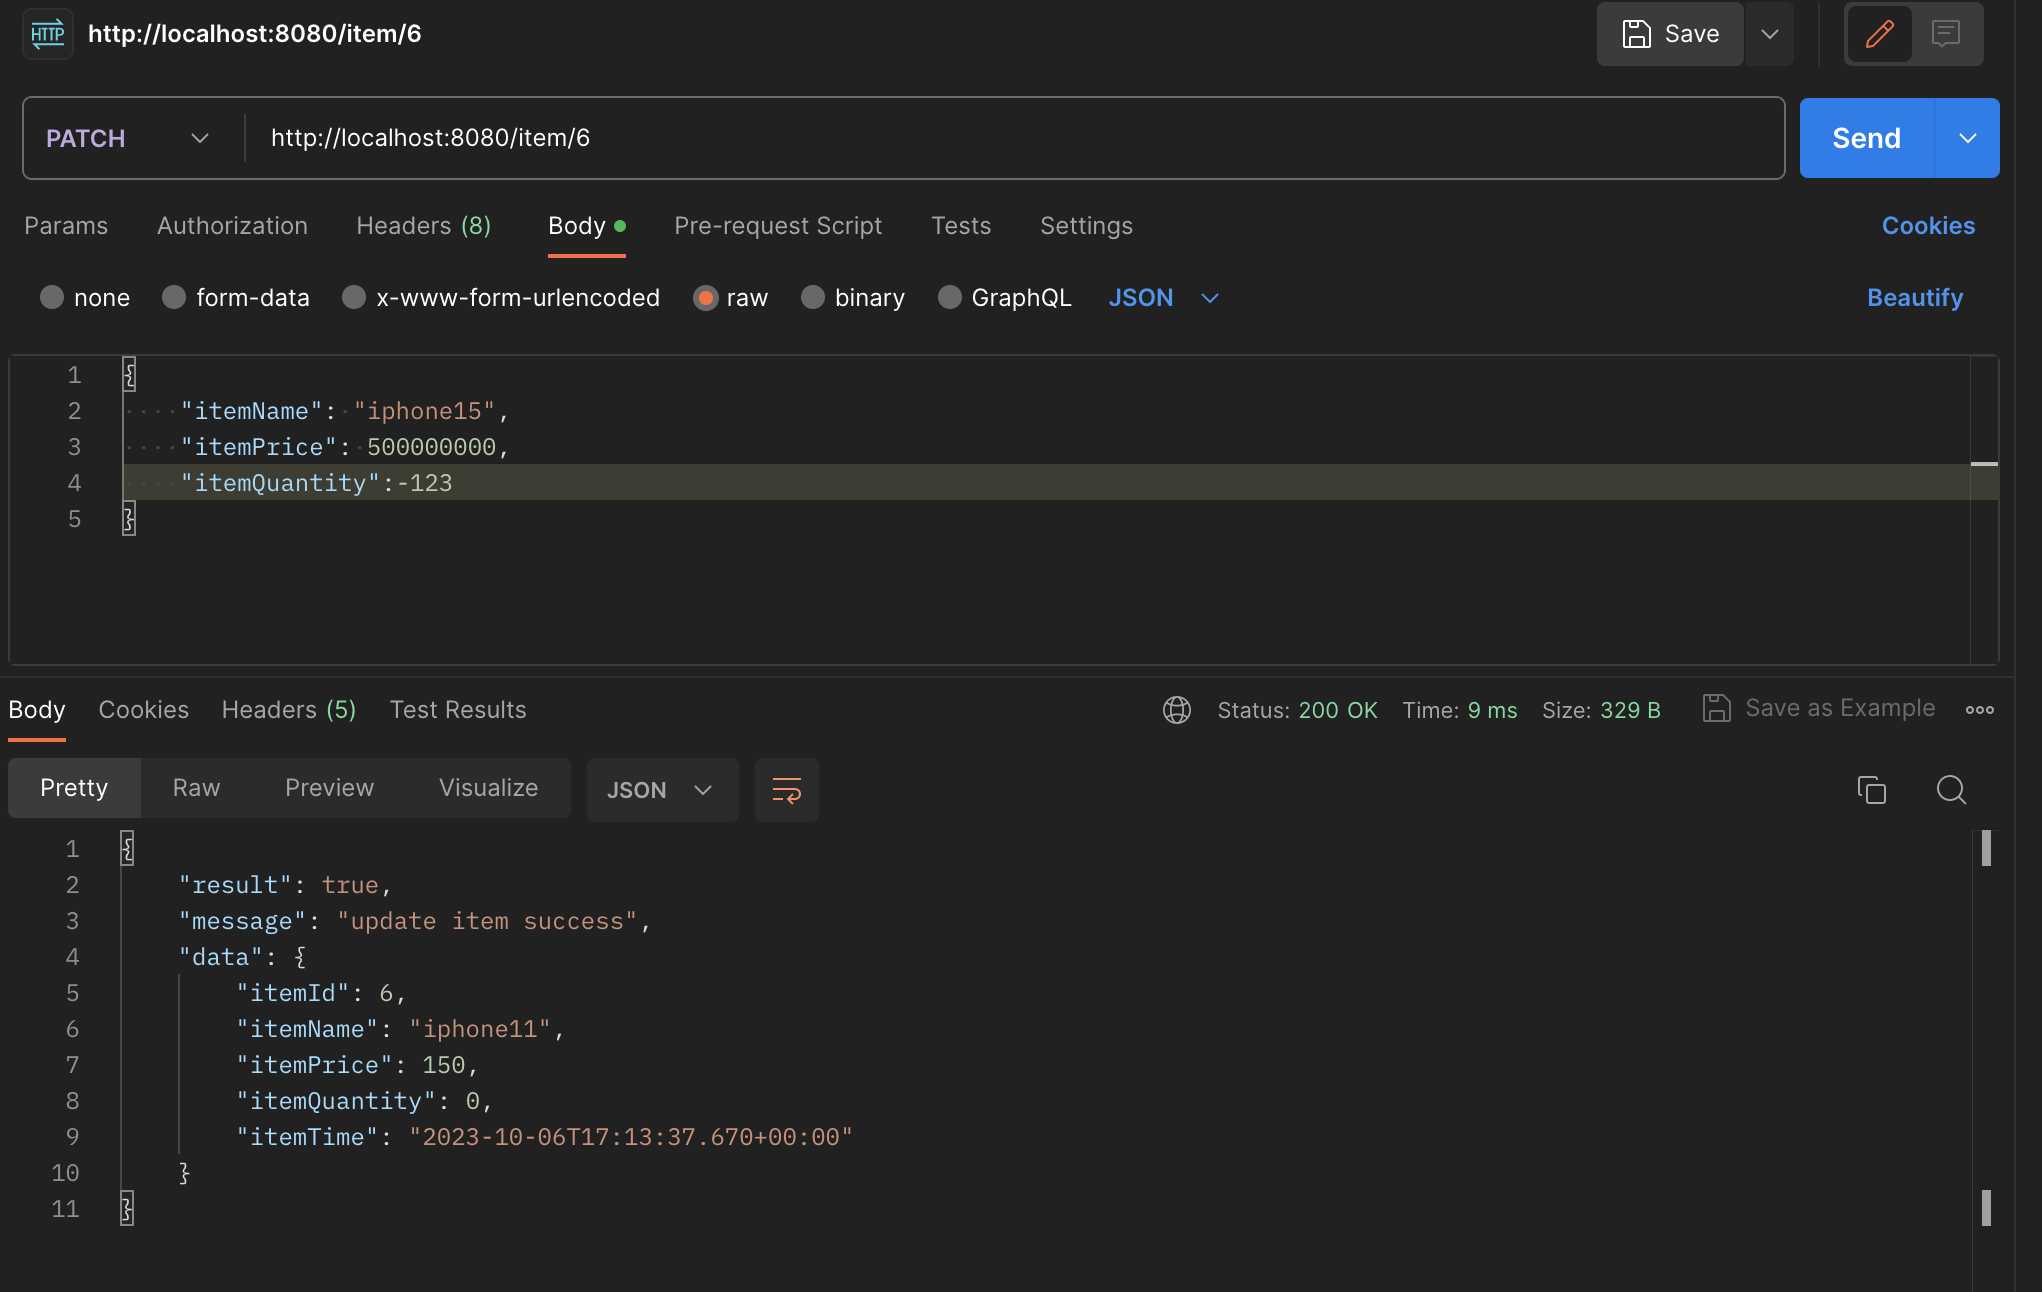 HTTP http://localhost:8080/item/6 Save
PATCH http://localhost:8080/item/6 Send
Params Authorization Headers (8) Body Pre-request Script Tests Settings Cookies
none form-data x-www-form-urlencoded raw binary GraphQL JSON Beautify
1 {
2 "itemName": "iphone15",
3 "itemPrice": 500000000,
4 "itemQuantity":-123
5 }
Body Cookies Headers (5) Test Results Status: 200 OK Time: 9 ms Size: 329 B Save as Example
Pretty Raw Preview Visualize JSON
1 {
2 "result": true,
3 "message": "update item success",
4 "data": {
5 "itemId": 6,
6 "itemName": "iphone11",
7 "itemPrice": 150,
8 "itemQuantity": 0,
9 "itemTime": "2023-10-06T17:13:37.670+00:00"
10 }
11 }